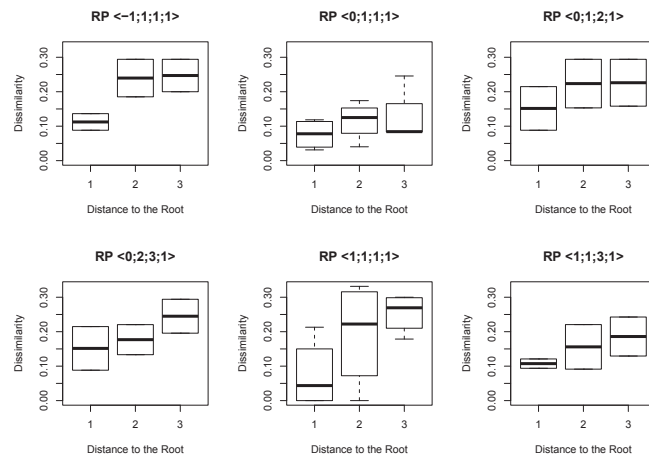 RP <−1;1;1;1>
Dissimilarity
0.00 0.10 0.20 0.30
1 2 3
Distance to the Root
RP <0;1;1;1>
Dissimilarity
0.00 0.10 0.20 0.30
1 2 3
Distance to the Root
RP <0;1;2;1>
Dissimilarity
0.00 0.10 0.20 0.30
1 2 3
Distance to the Root
RP <0;2;3;1>
Dissimilarity
0.00 0.10 0.20 0.30
1 2 3
Distance to the Root
RP <1;1;1;1>
Dissimilarity
0.00 0.10 0.20 0.30
1 2 3
Distance to the Root
RP <1;1;3;1>
Dissimilarity
0.00 0.10 0.20 0.30
1 2 3
Distance to the Root